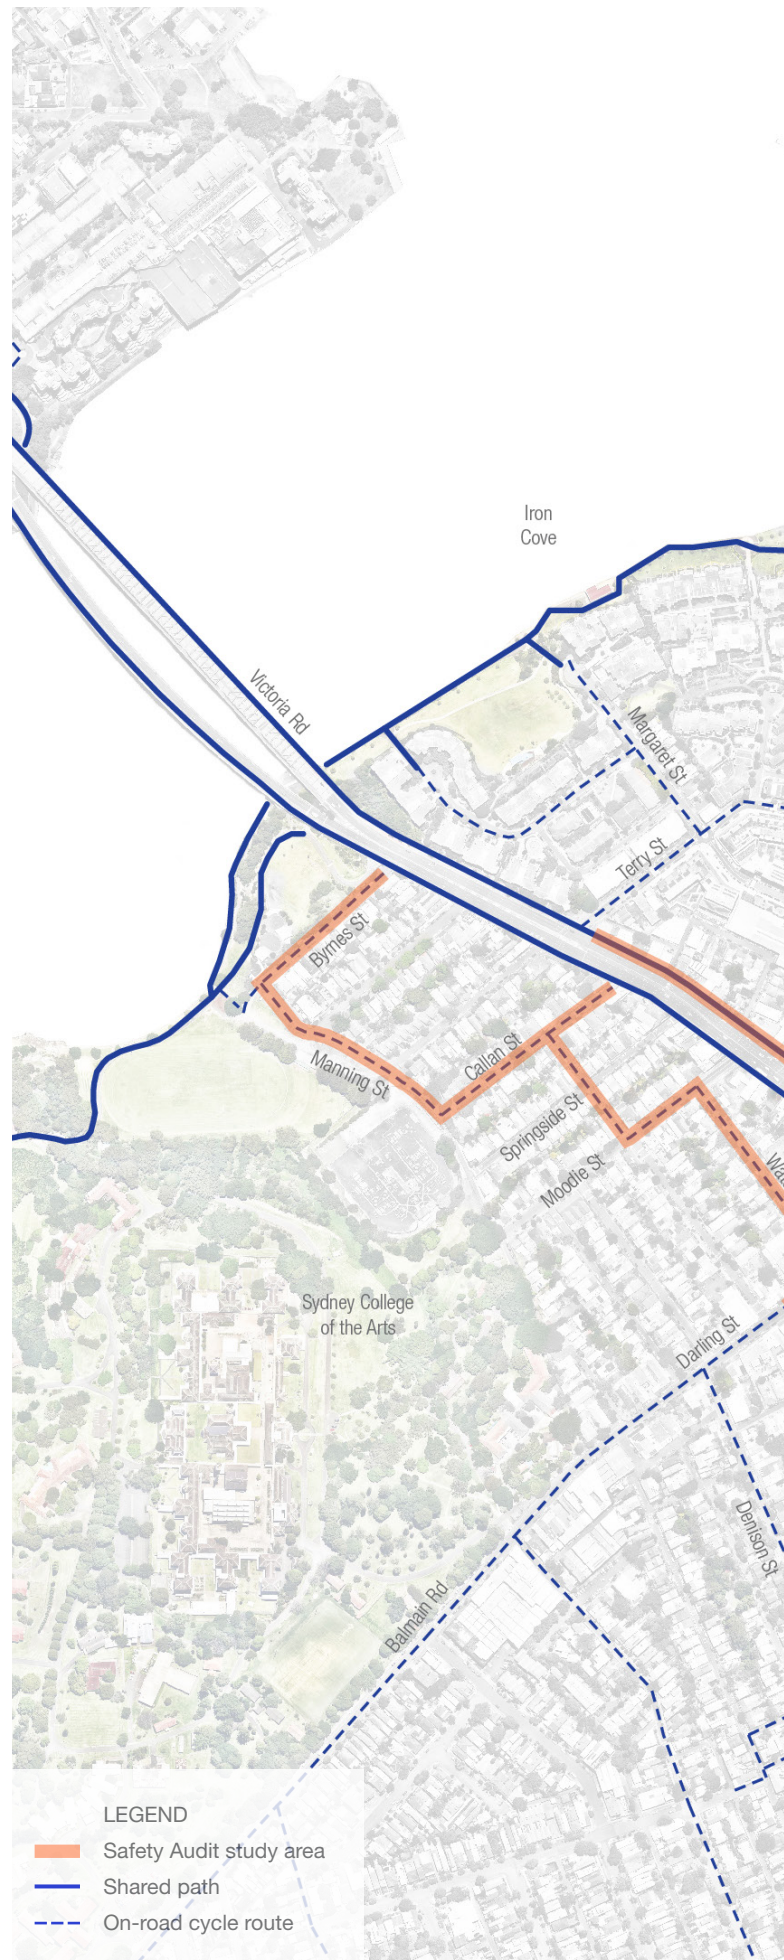 Iron
Cove
Victoria Rd
Margaret St
Terry St
Byrnes St
Manning St
Callan St
Springside St
Moodie St
Sydney College
of the Arts
Darling St
Denison St
Balmain Rd
LEGEND
Safety Audit study area
Shared path
On-road cycle route